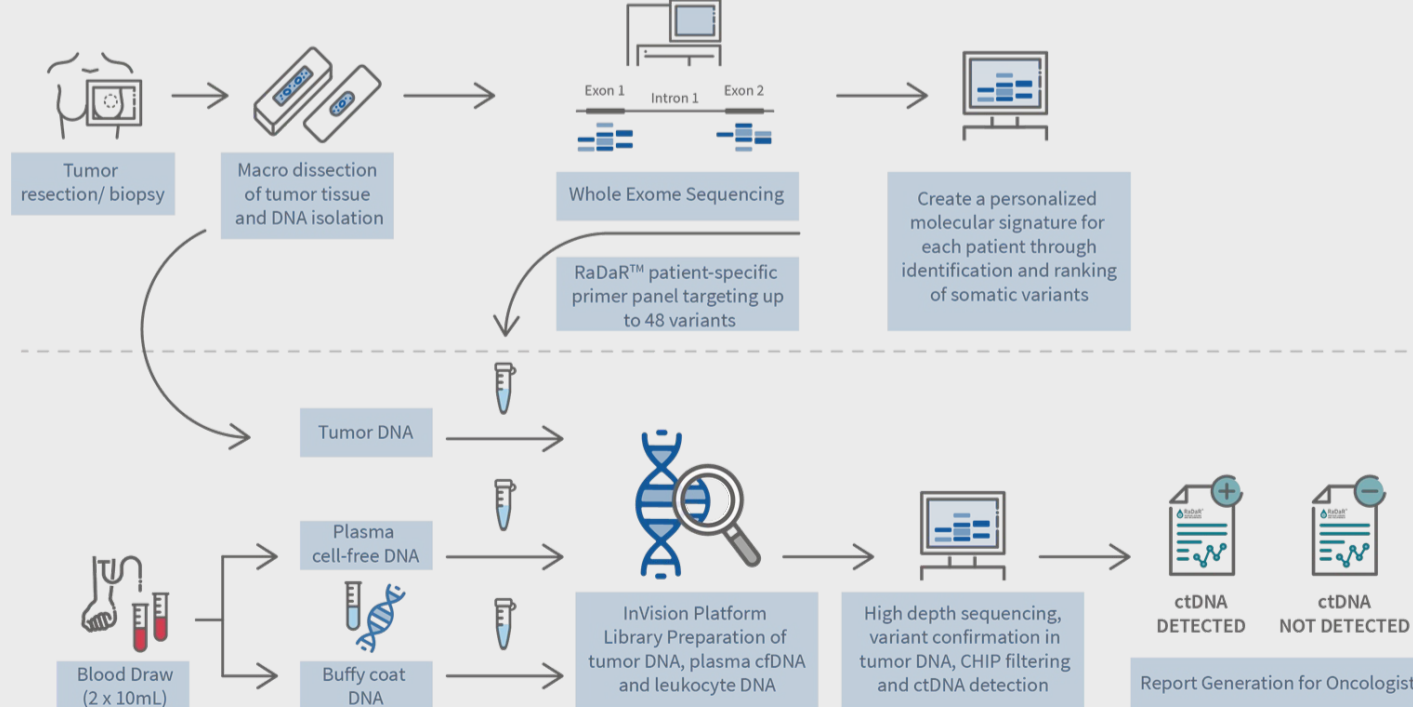 Exon 1
Intron 1
Exon 2
Tumor
resection/ biopsy
Macro dissection
of tumor tissue
and DNA isolation
Whole Exome Sequencing
RaDaR™ patient-specific
primer panel targeting up
to 48 variants
Create a personalized
molecular signature for
each patient through
identification and ranking
of somatic variants
Tumor DNA
Plasma
cell-free DNA
Blood Draw
(2 x 10mL)
Buffy coat
DNA
InVision Platform
Library Preparation of
tumor DNA, plasma cfDNA
and leukocyte DNA
High depth sequencing,
variant confirmation in
tumor DNA, CHIP filtering
and ctDNA detection
RaDaR
RaDaR
ctDNA
DETECTED
ctDNA
NOT DETECTED
Report Generation for Oncologist